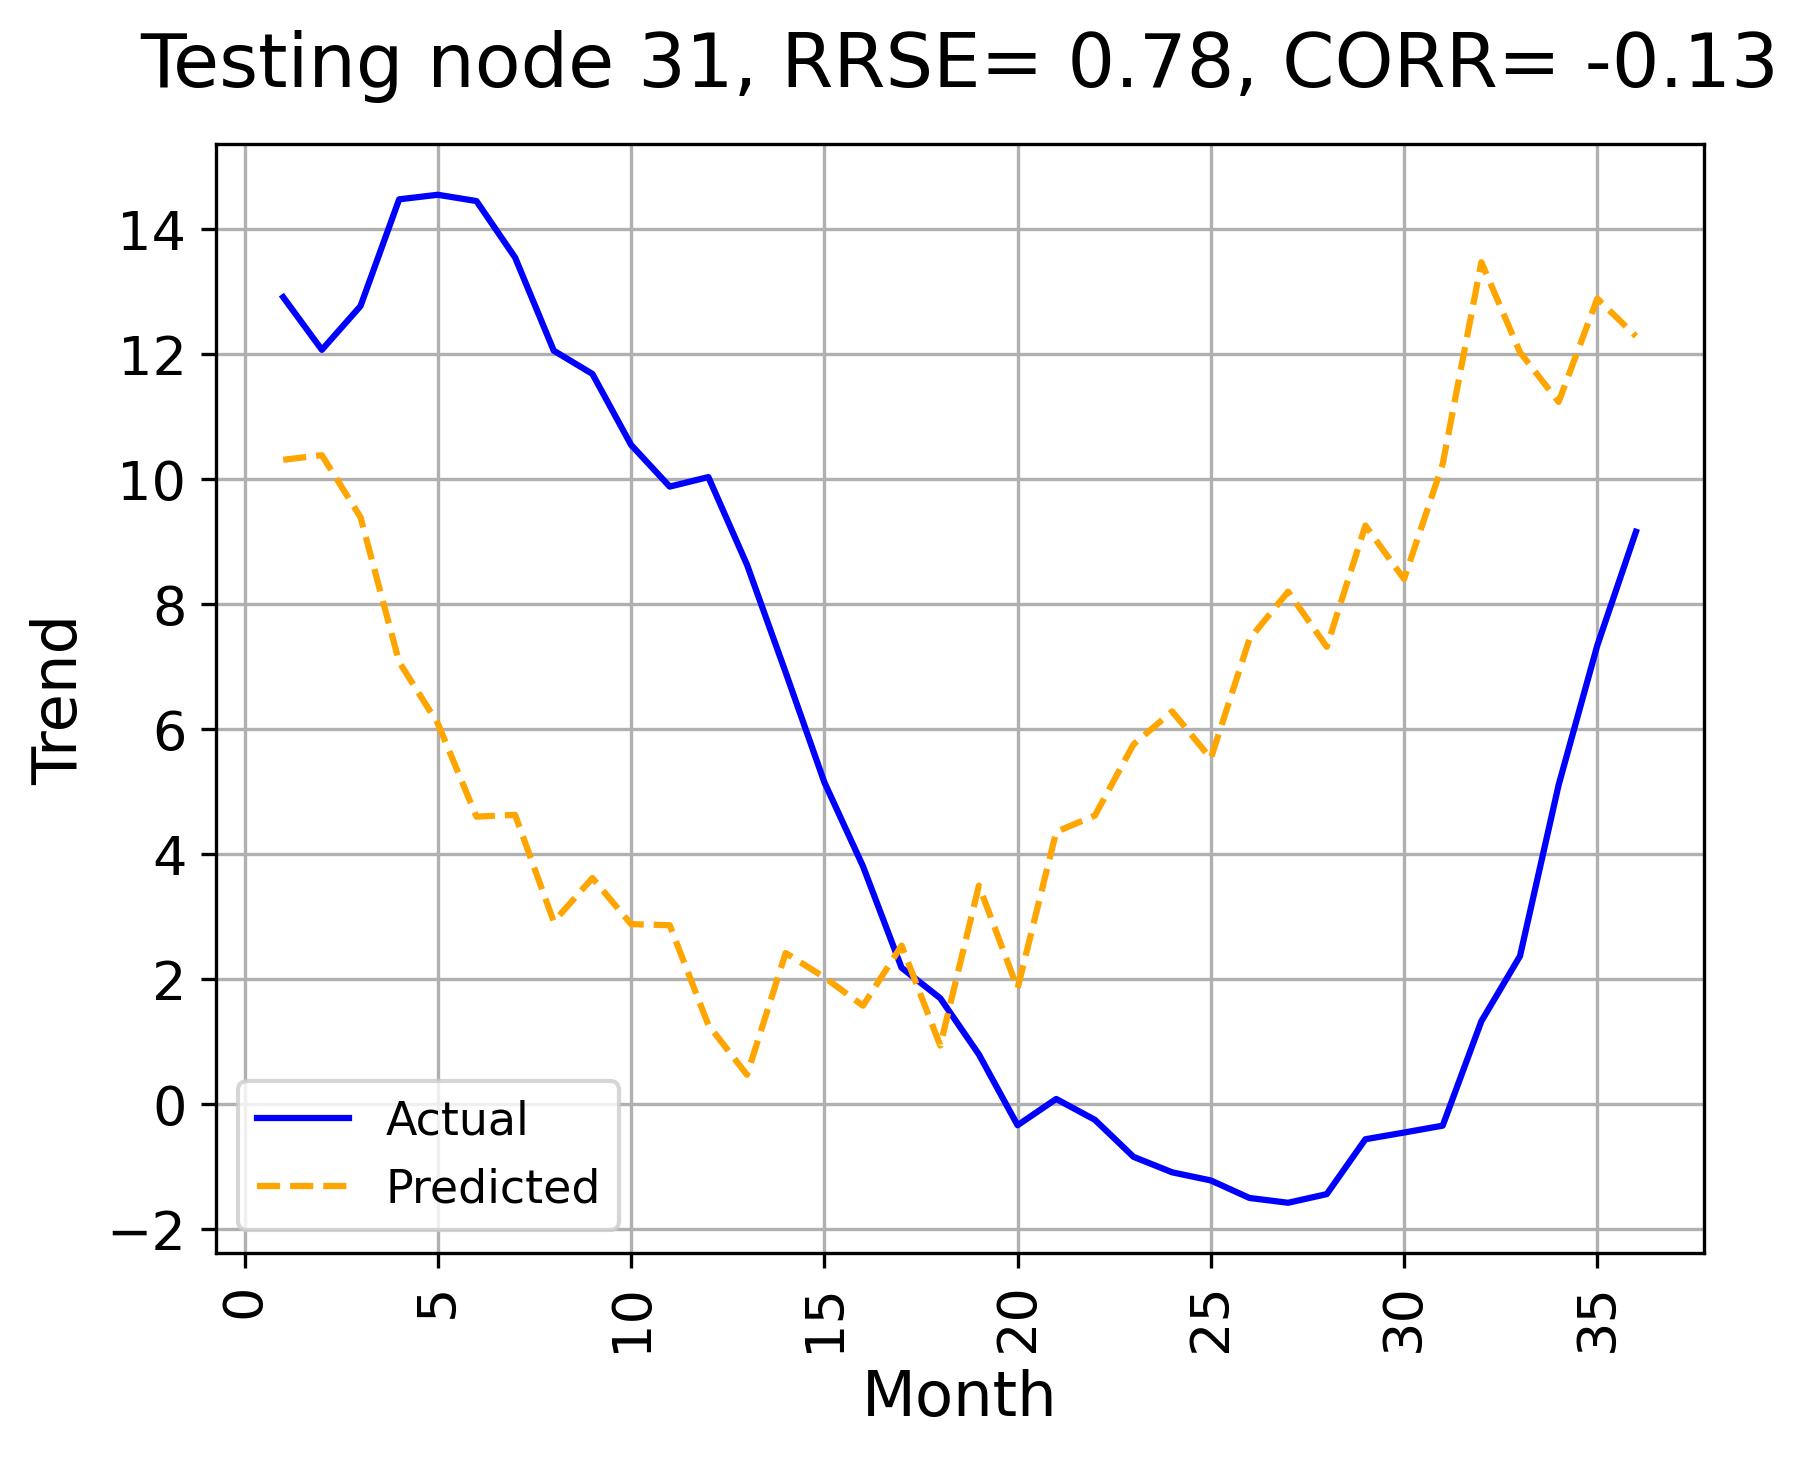 Testing node 31, RRSE= 0.78, CORR= -0.13
Trend
14
12
10
8
6
4
2
0
−2
Actual
Predicted
0 5 10 15 20 25 30 35
Month